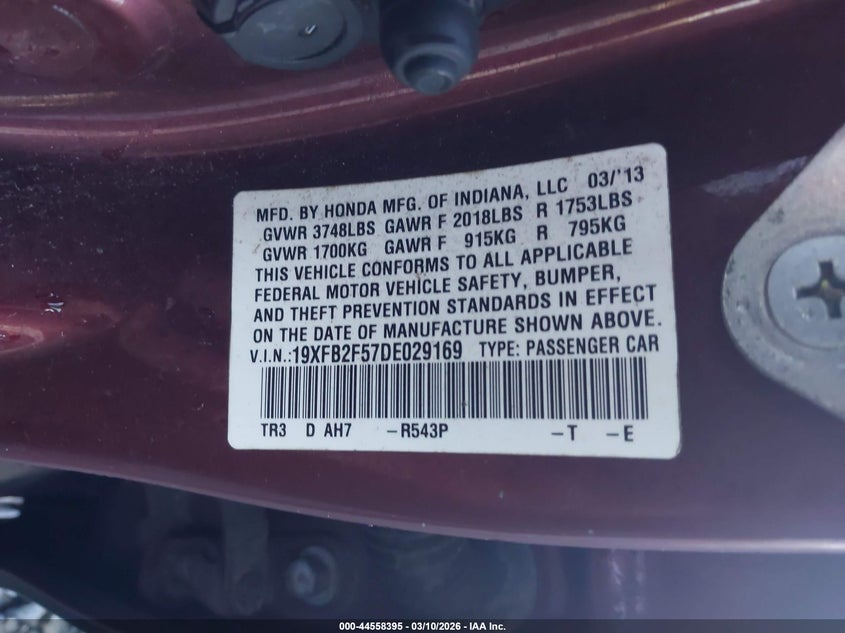 MFD. BY HONDA MFG. OF INDIANA, LLC 03/'13
GVWR 3748LBS GAWR F 2018LBS R 1753LBS
GVWR 1700KG GAWR F 915KG R 795KG
THIS VEHICLE CONFORMS TO ALL APPLICABLE
FEDERAL MOTOR VEHICLE SAFETY, BUMPER,
AND THEFT PREVENTION STANDARDS IN EFFECT
ON THE DATE OF MANUFACTURE SHOWN ABOVE.
V.I.N.:19XFB2F57DE029169 TYPE: PASSENGER CAR
TR3 D AH7 -R543P -T -E
000-44558395 - 03/10/2026 - IAA Inc.